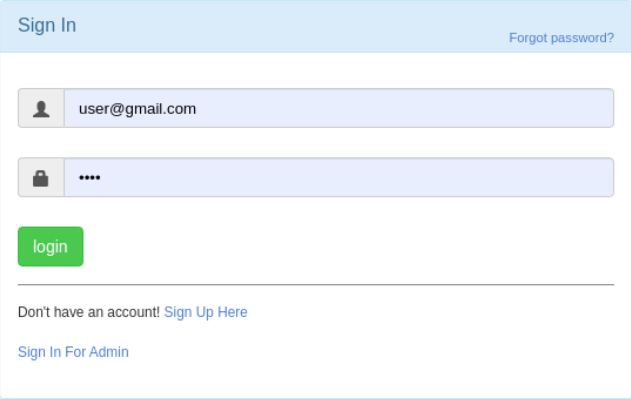 Sign In
Forgot password?
user@gmail.com
••••
login
Don't have an account! Sign Up Here
Sign In For Admin